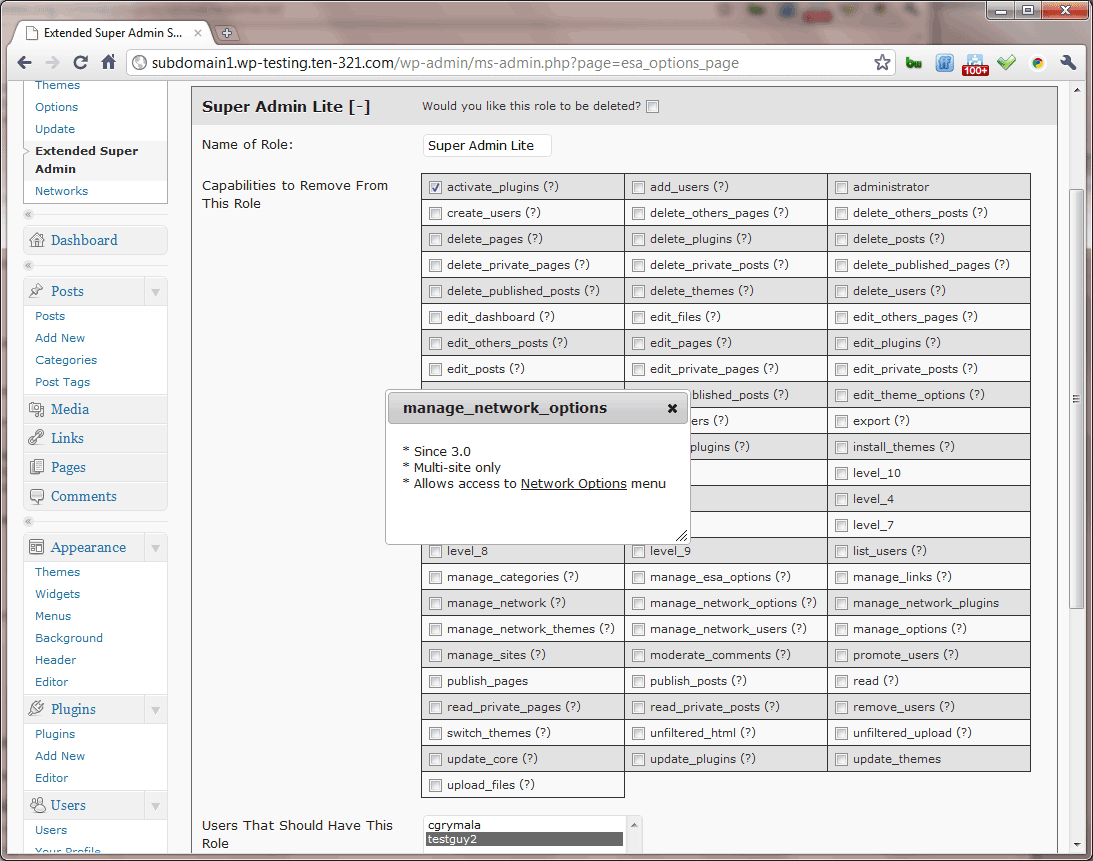 Extended Super Admin S...
subdomain1.wp-testing.ten-321.com/wp-admin/ms-admin.php?page=esa_options_page
100+
Themes
Options
Update
Extended Super
Admin
Networks
Dashboard
Posts
Posts
Add New
Categories
Post Tags
Media
Links
Pages
Comments
Appearance
Themes
Widgets
Menus
Background
Header
Editor
Plugins
Plugins
Add New
Editor
Users
Users
Your Profile
Super Admin Lite [-] Would you like this role to be deleted?
Name of Role: Super Admin Lite
Capabilities to Remove From
This Role
activate_plugins (?) add_users (?) administrator
create_users (?) delete_others_pages (?) delete_others_posts (?)
delete_pages (?) delete_plugins (?) delete_posts (?)
delete_private_pages (?) delete_private_posts (?) delete_published_pages (?)
delete_published_posts (?) delete_themes (?) delete_users (?)
edit_dashboard (?) edit_files (?) edit_others_pages (?)
edit_others_posts (?) edit_pages (?) edit_plugins (?)
edit_posts (?) edit_private_pages (?) edit_private_posts (?)
blished_posts (?) edit_theme_options (?)
ers (?) export (?)
plugins (?) install_themes (?)
level_10
level_4
level_7
manage_network_options
* Since 3.0
* Multi-site only
* Allows access to Network Options menu
level_8 level_9 list_users (?)
manage_categories (?) manage_esa_options (?) manage_links (?)
manage_network (?) manage_network_options (?) manage_network_plugins
manage_network_themes (?) manage_network_users (?) manage_options (?)
manage_sites (?) moderate_comments (?) promote_users (?)
publish_pages publish_posts (?) read (?)
read_private_pages (?) read_private_posts (?) remove_users (?)
switch_themes (?) unfiltered_html (?) unfiltered_upload (?)
update_core (?) update_plugins (?) update_themes
upload_files (?)
Users That Should Have This
Role
cgrymala
testguy2